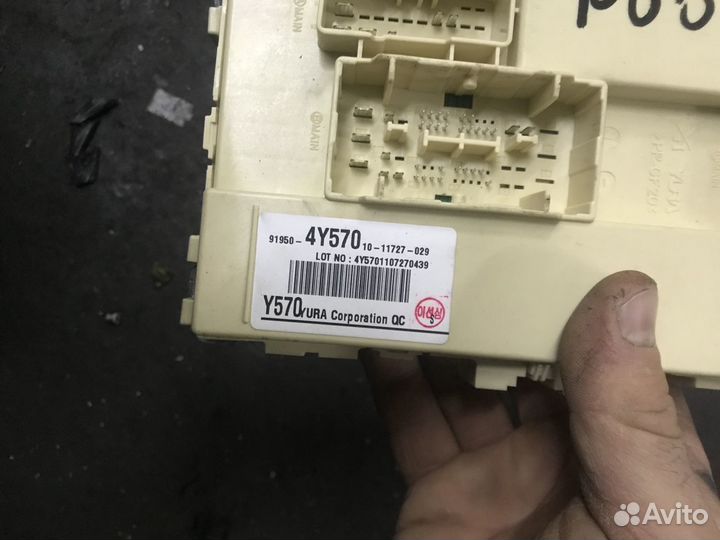 MAIN
MAIN
91950- 4Y570 10-11727-029
LOT NO : 4Y5701107270439
Y570 YURA Corporation QC
Avito